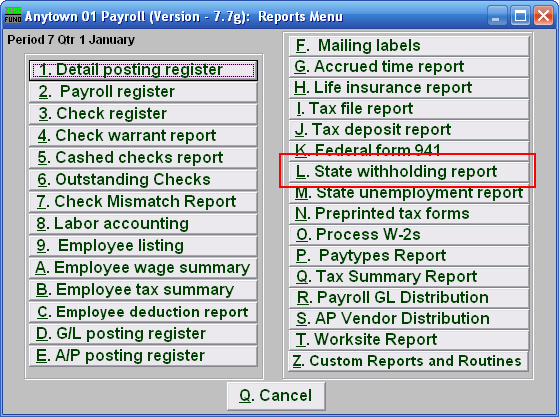 Anytown 01 Payroll (Version - 7.7g): Reports Menu
Period 7 Qtr 1 January
1. Detail posting register
2. Payroll register
3. Check register
4. Check warrant report
5. Cashed checks report
6. Outstanding Checks
7. Check Mismatch Report
8. Labor accounting
9. Employee listing
A. Employee wage summary
B. Employee tax summary
C. Employee deduction report
D. G/L posting register
E. A/P posting register
F. Mailing labels
G. Accrued time report
H. Life insurance report
I. Tax file report
J. Tax deposit report
K. Federal form 941
L. State withholding report
M. State unemployment report
N. Preprinted tax forms
O. Process W-2s
P. Paytypes Report
Q. Tax Summary Report
R. Payroll GL Distribution
S. AP Vendor Distribution
T. Worksite Report
Z. Custom Reports and Routines
Q. Cancel